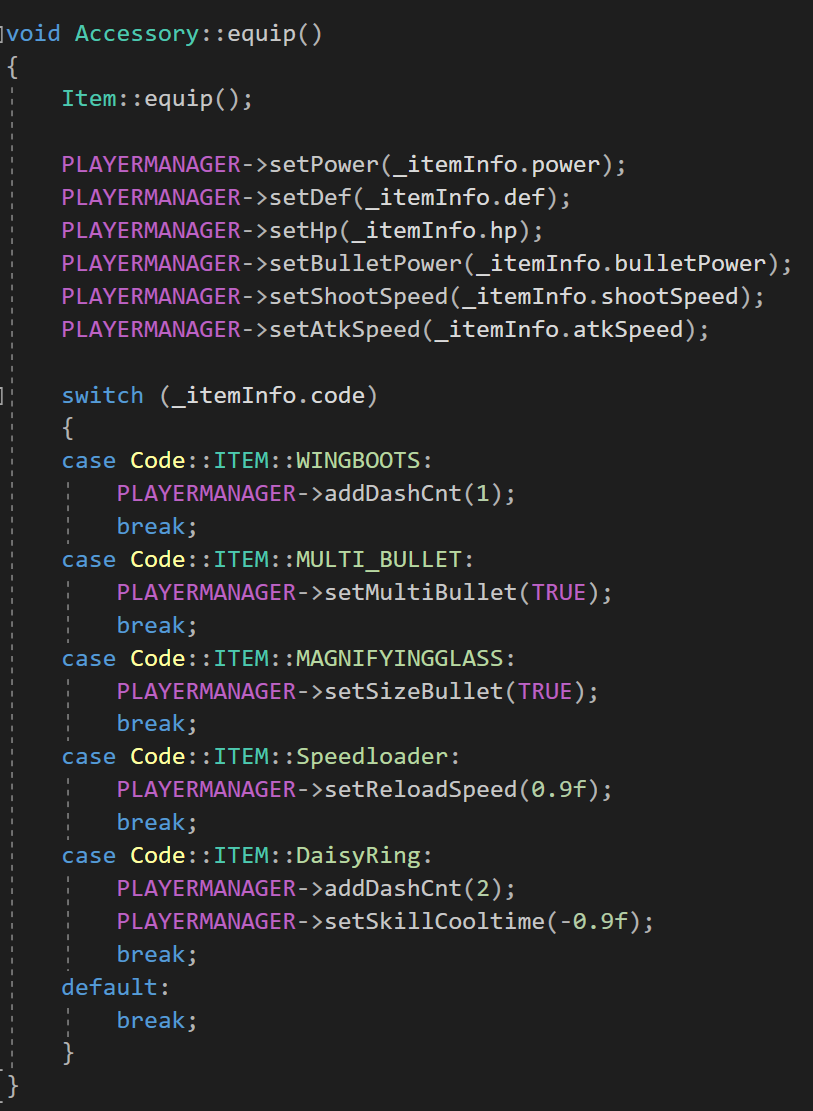 void Accessory::equip()
{
    Item::equip();

    PLAYERMANAGER->setPower(_itemInfo.power);
    PLAYERMANAGER->setDef(_itemInfo.def);
    PLAYERMANAGER->setHp(_itemInfo.hp);
    PLAYERMANAGER->setBulletPower(_itemInfo.bulletPower);
    PLAYERMANAGER->setShootSpeed(_itemInfo.shootSpeed);
    PLAYERMANAGER->setAtkSpeed(_itemInfo.atkSpeed);

    switch (_itemInfo.code)
    {
    case Code::ITEM::WINGBOOTS:
        PLAYERMANAGER->addDashCnt(1);
        break;
    case Code::ITEM::MULTI_BULLET:
        PLAYERMANAGER->setMultiBullet(TRUE);
        break;
    case Code::ITEM::MAGNIFYINGGLASS:
        PLAYERMANAGER->setSizeBullet(TRUE);
        break;
    case Code::ITEM::Speedloader:
        PLAYERMANAGER->setReloadSpeed(0.9f);
        break;
    case Code::ITEM::DaisyRing:
        PLAYERMANAGER->addDashCnt(2);
        PLAYERMANAGER->setSkillCooltime(-0.9f);
        break;
    default:
        break;
    }
}